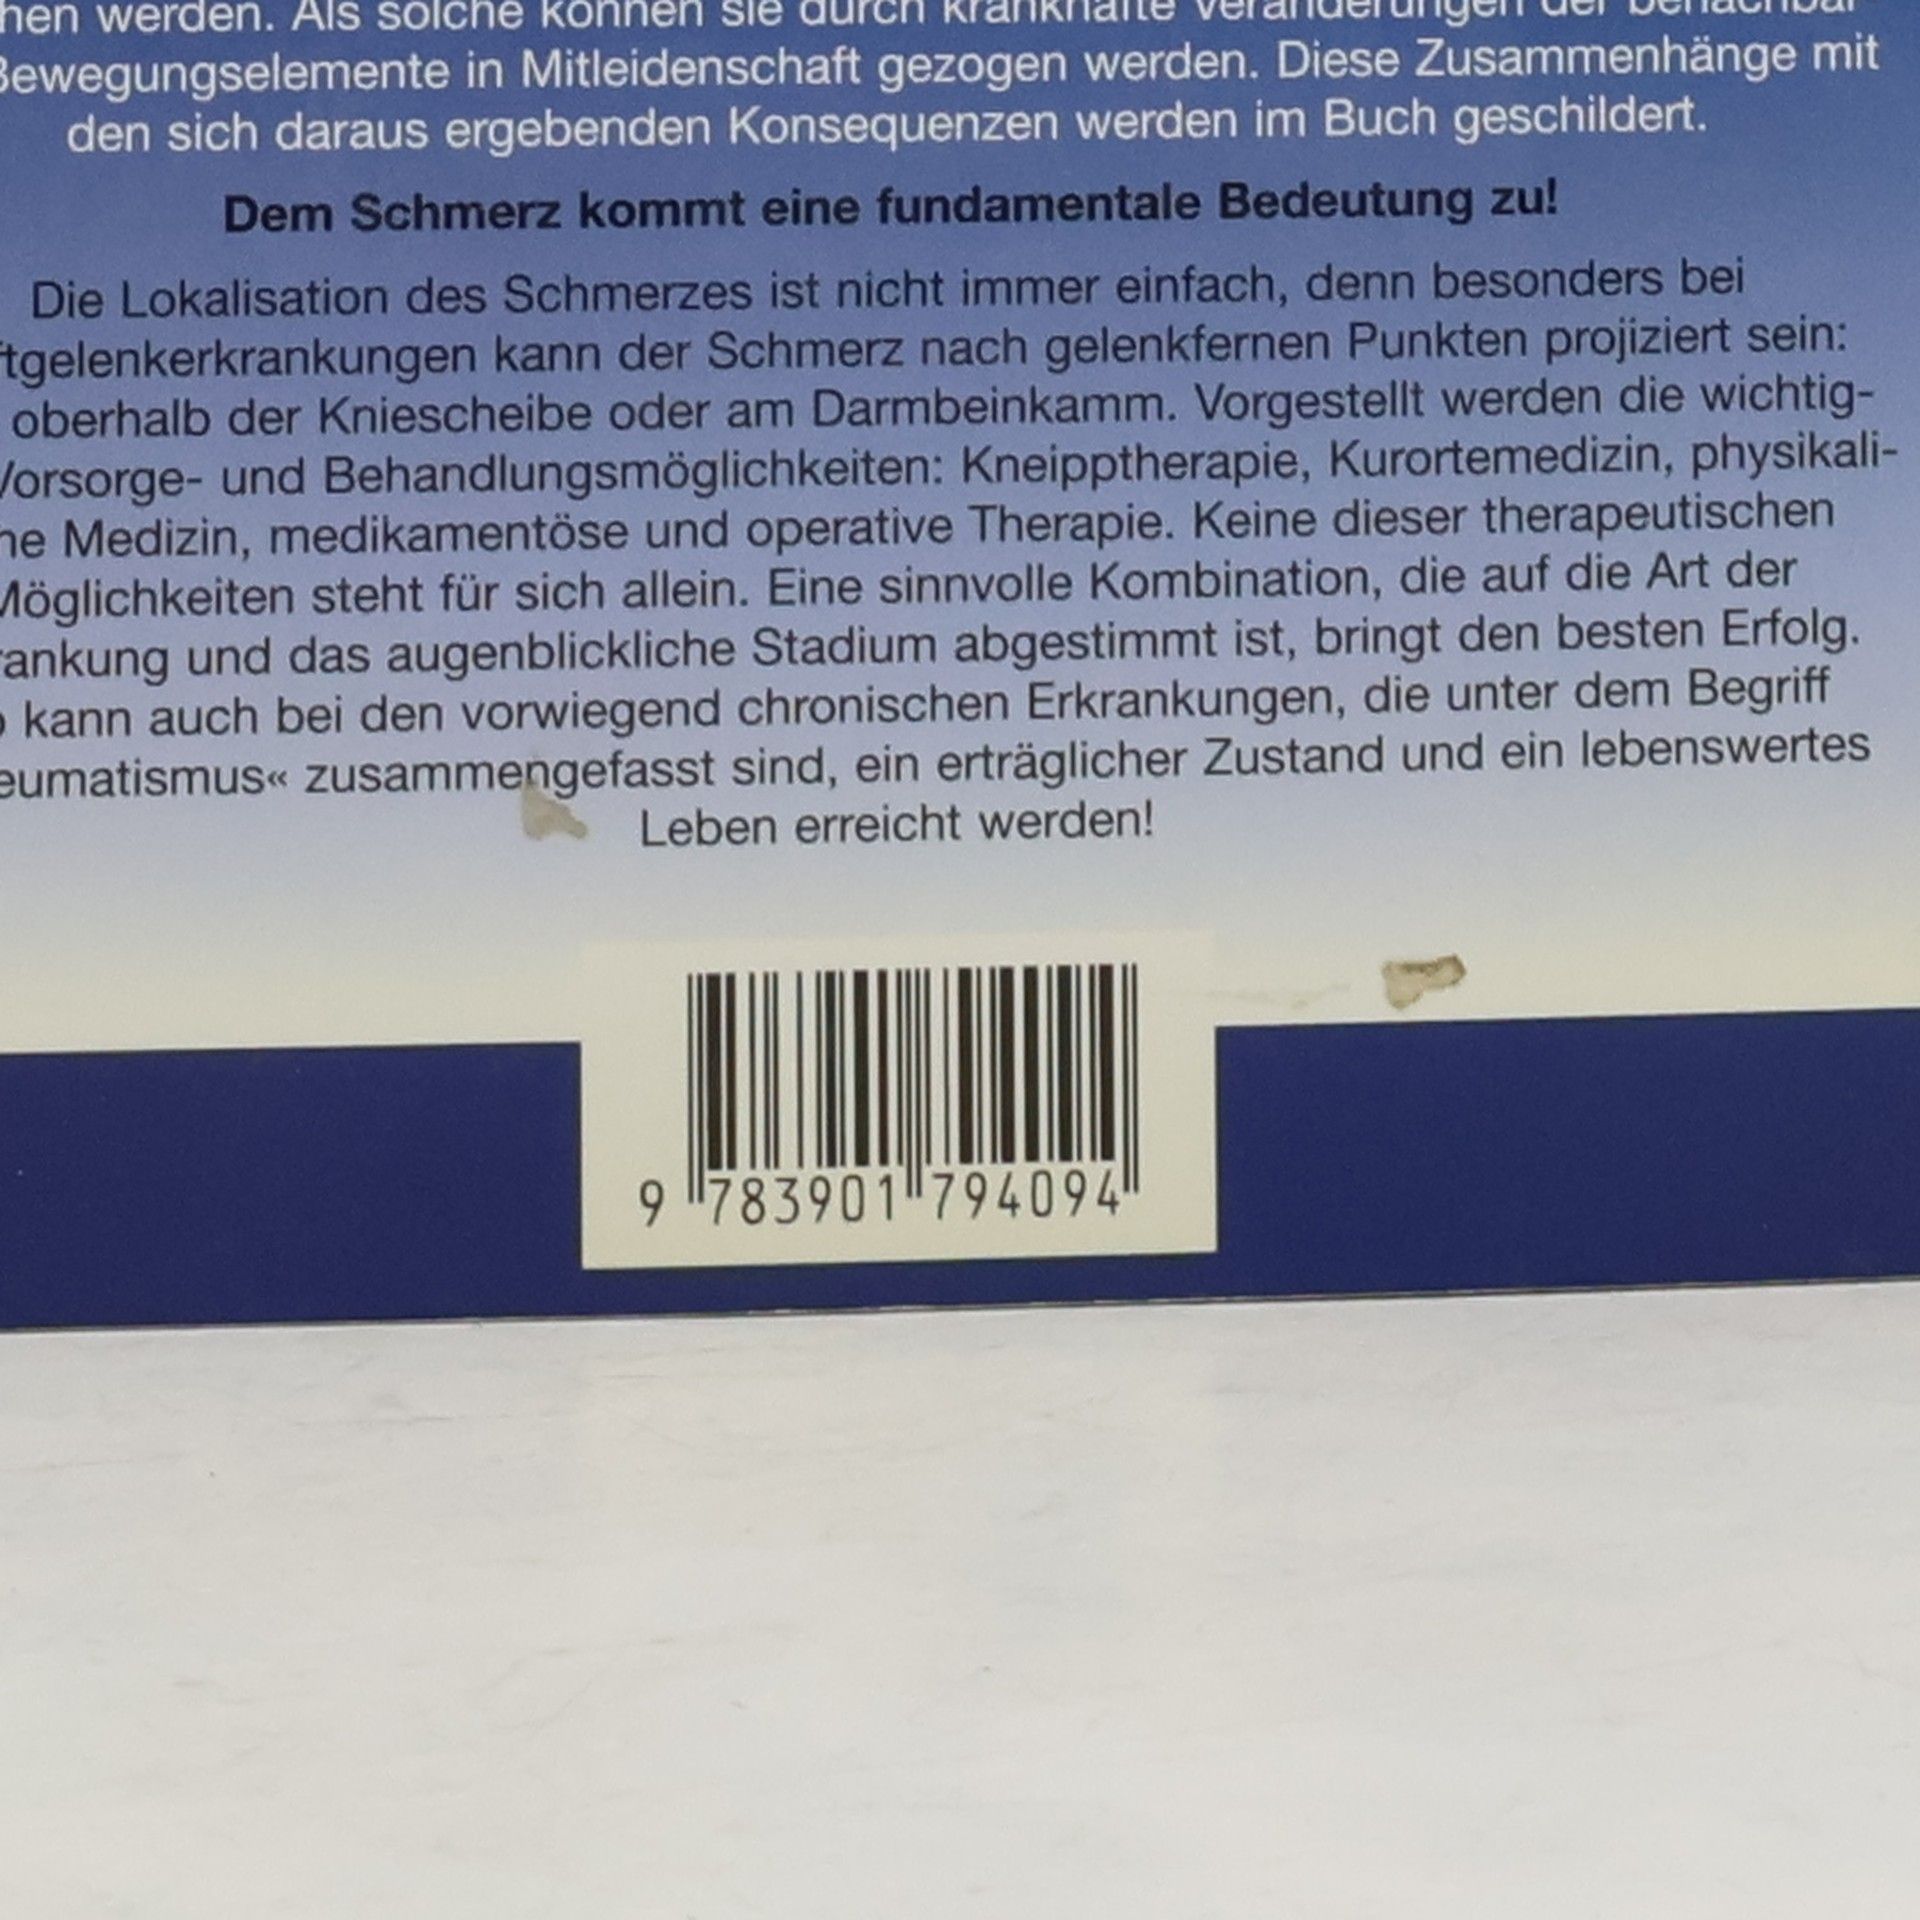 werden. Als solche können sie durch krankhafte Veränderungen der
Bewegungselemente in Mitleidenschaft gezogen werden. Diese Zusammenhänge mit
den sich daraus ergebenden Konsequenzen werden im Buch geschildert.
Dem Schmerz kommt eine fundamentale Bedeutung zu!
Die Lokalisation des Schmerzes ist nicht immer einfach, denn besonders bei
tgelenkerkrankungen kann der Schmerz nach gelenkfernen Punkten projiziert sein:
oberhalb der Kniescheibe oder am Darmbeinkamm. Vorgestellt werden die wichtig-
Vorsorge- und Behandlungsmöglichkeiten: Kneipptherapie, Kurortemedizin, physikali-
he Medizin, medikamentöse und operative Therapie. Keine dieser therapeutischen
Möglichkeiten steht für sich allein. Eine sinnvolle Kombination, die auf die Art der
rankung und das augenblickliche Stadium abgestimmt ist, bringt den besten Erfolg.
kann auch bei den vorwiegend chronischen Erkrankungen, die unter dem Begriff
eumatismus« zusammengefasst sind, ein erträglicher Zustand und ein lebenswertes
Leben erreicht werden!
9 783901 794094